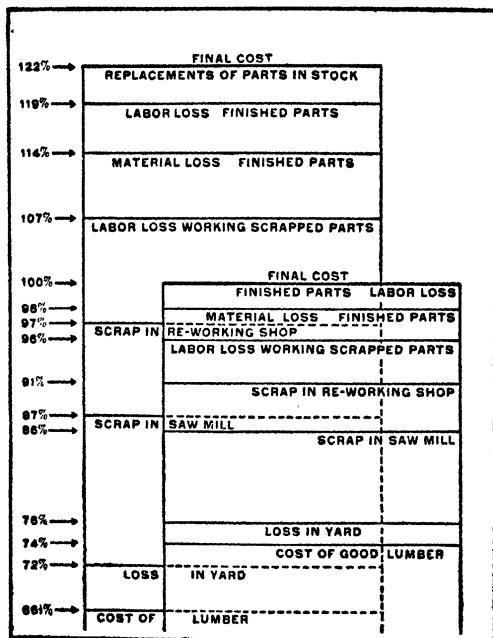 FINAL COST
122%
REPLACEMENTS OF PARTS IN STOCK
119%
LABOR LOSS FINISHED PARTS
114%
MATERIAL LOSS FINISHED PARTS
107%
LABOR LOSS WORKING SCRAPPED PARTS
FINAL COST
100%
FINISHED PARTS LABOR LOSS
98%
MATERIAL LOSS FINISHED PARTS
97%
SCRAP IN RE-WORKING SHOP
96%
LABOR LOSS WORKING SCRAPPED PARTS
91%
SCRAP IN RE-WORKING SHOP
87%
SCRAP IN SAW MILL
86%
SCRAP IN SAW MILL
76%
LOSS IN YARD
74%
COST OF GOOD LUMBER
72%
LOSS IN YARD
661%
COST OF LUMBER